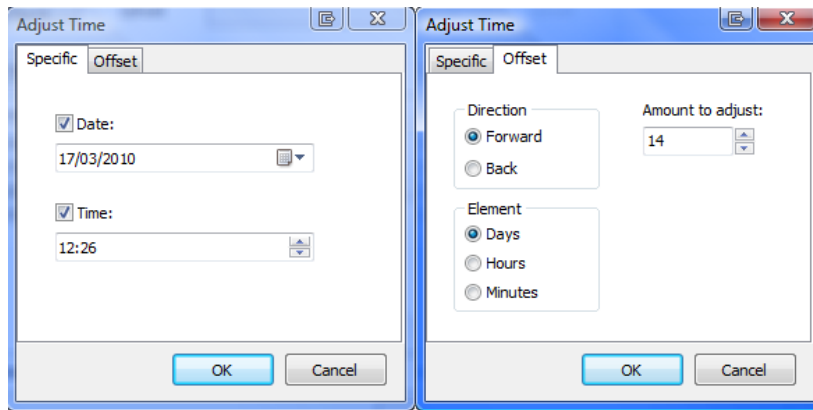 Adjust Time
Specific Offset
Date:
17/03/2010
Time:
12:26
OK Cancel
Adjust Time
Specific Offset
Direction
Forward
Back
Amount to adjust:
14
Element
Days
Hours
Minutes
OK Cancel